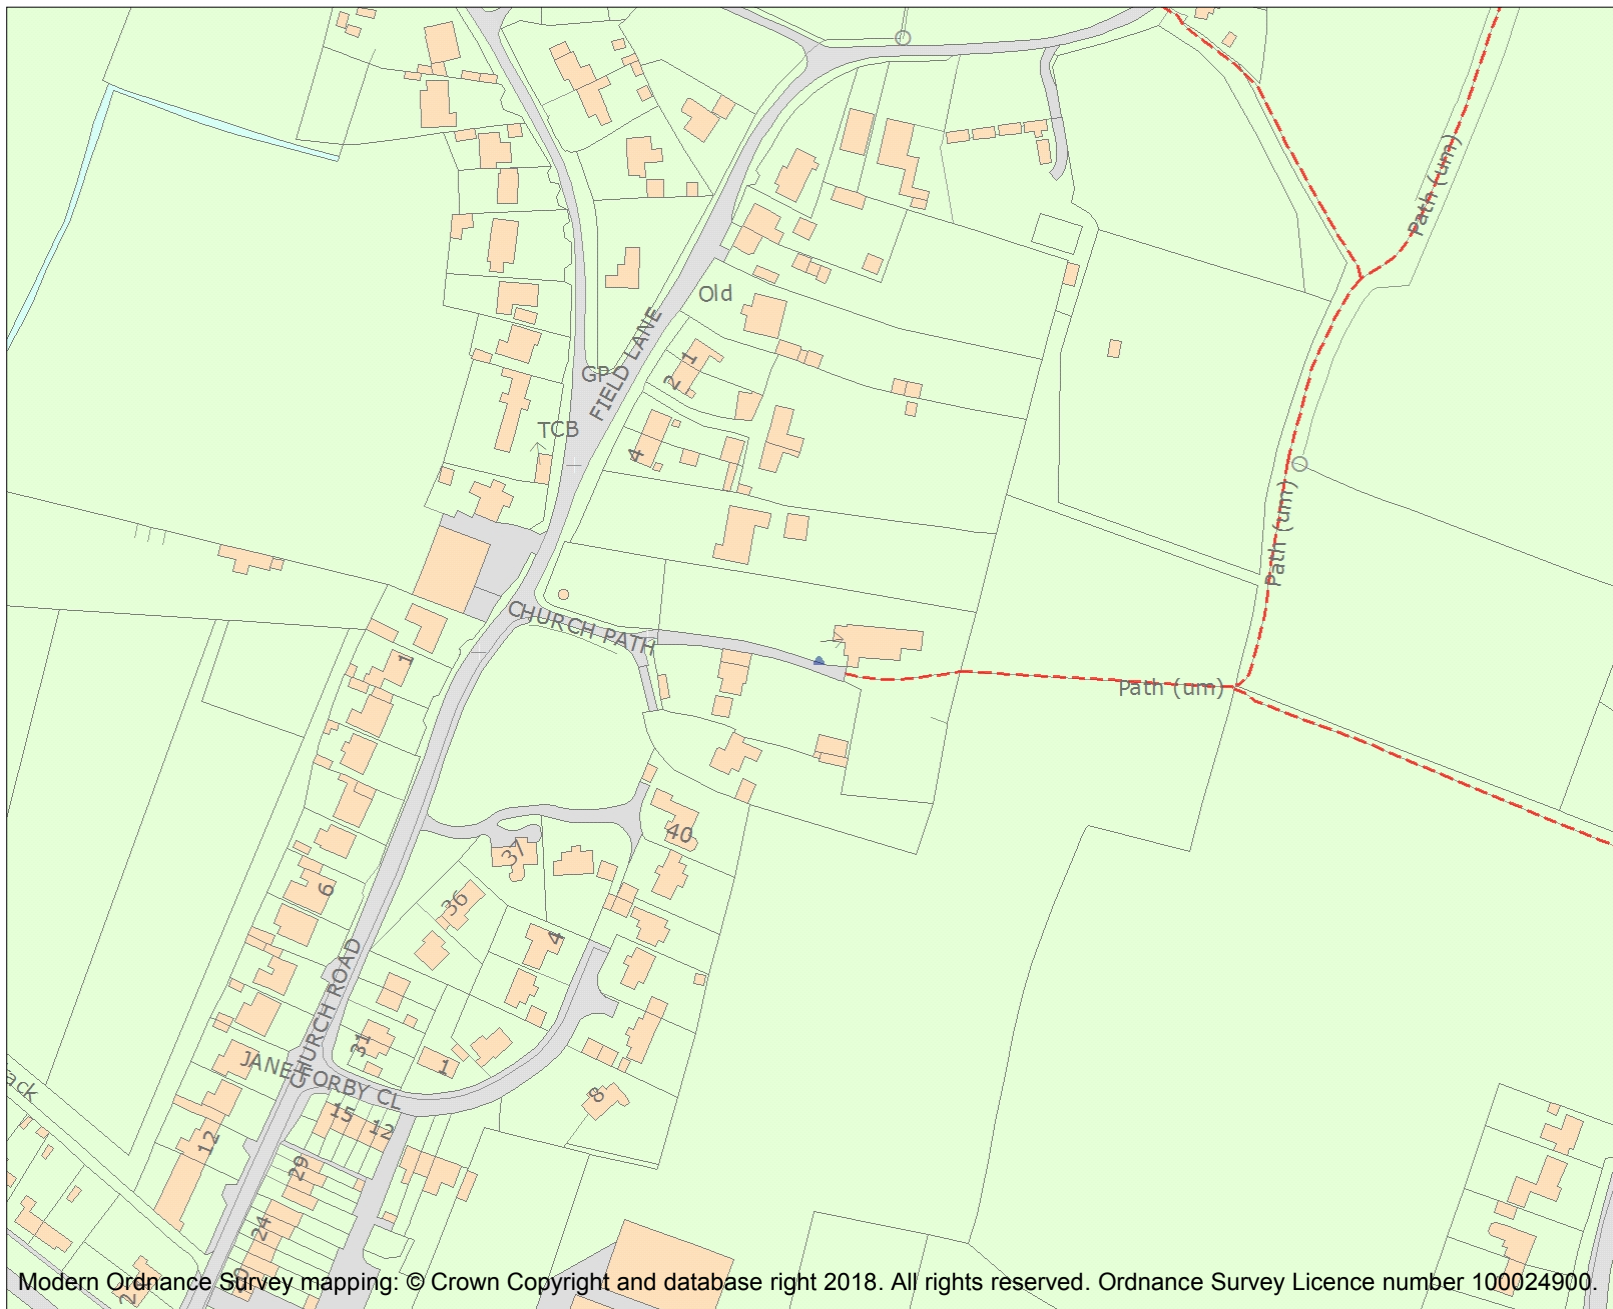 Path (um)
Old
FIELD LANE
1
2
GP
TCB
4
Path (um)
CHURCH PATH
1
Path (um)
40
37
6
36
4
CHURCH ROAD
31
JANE CORBY CL
1
8
15
12
12
29
24
Modern Ordnance Survey mapping: © Crown Copyright and database right 2018. All rights reserved. Ordnance Survey Licence number 100024900.